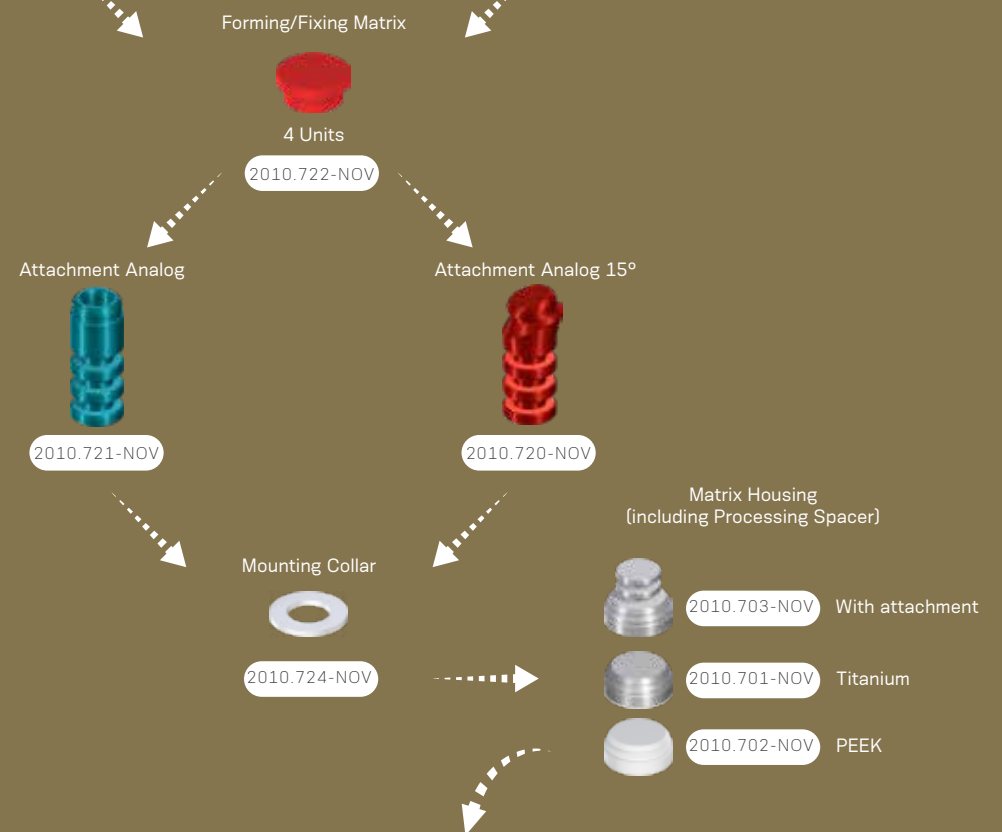 Forming/Fixing Matrix
4 Units
2010.722-NOV
Attachment Analog
Attachment Analog 15º
2010.721-NOV
2010.720-NOV
Matrix Housing
(including Processing Spacer)
Mounting Collar
2010.703-NOV With attachment
2010.724-NOV
2010.701-NOV Titanium
2010.702-NOV PEEK